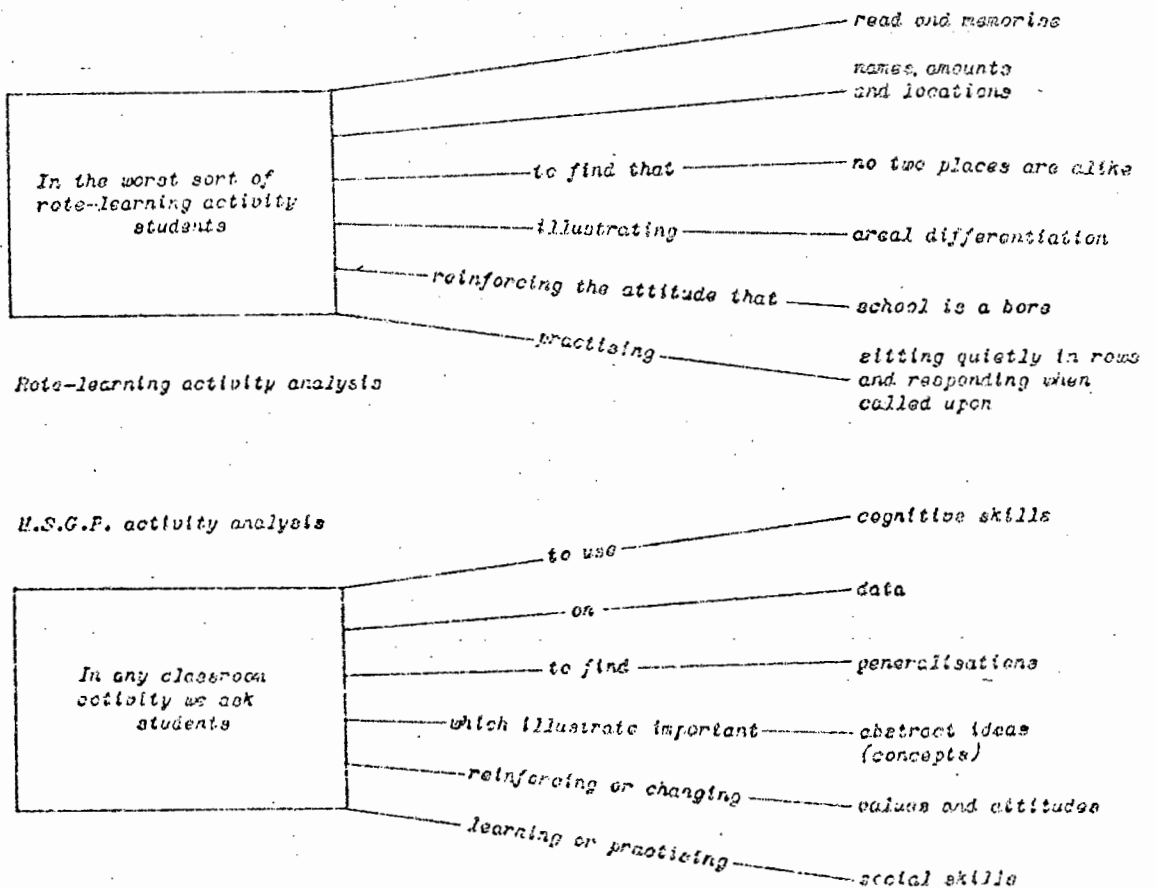 read and memorise
names, amounts
and locations
In the worst sort of
rote-learning activity
students
to find that
no two places are alike
illustrating
areal differentiation
reinforcing the attitude that
school is a bore
practising
sitting quietly in rows
and responding when
called upon
Rote-learning activity analysis
H.S.G.P. activity analysis
In any classroom
activity we ask
students
to use
cognitive skills
on
data
to find
generalisations
which illustrate important
abstract ideas
(concepts)
reinforcing or changing
values and attitudes
learning or practising
social skills